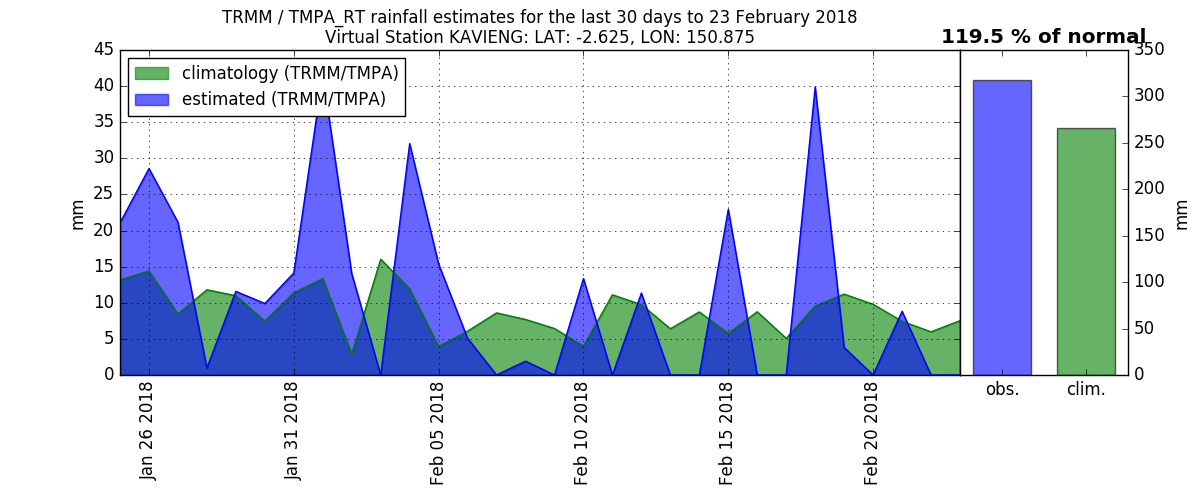 TRMM / TMPA_RT rainfall estimates for the last 30 days to 23 February 2018
Virtual Station KAVIENG: LAT: -2.625, LON: 150.875
119.5 % of normal
climatology (TRMM/TMPA)
estimated (TRMM/TMPA)
45
40
35
30
25
20
15
10
5
0
mm
Jan 26 2018
Jan 31 2018
Feb 05 2018
Feb 10 2018
Feb 15 2018
Feb 20 2018
350
300
250
200
150
100
50
0
mm
obs.
clim.